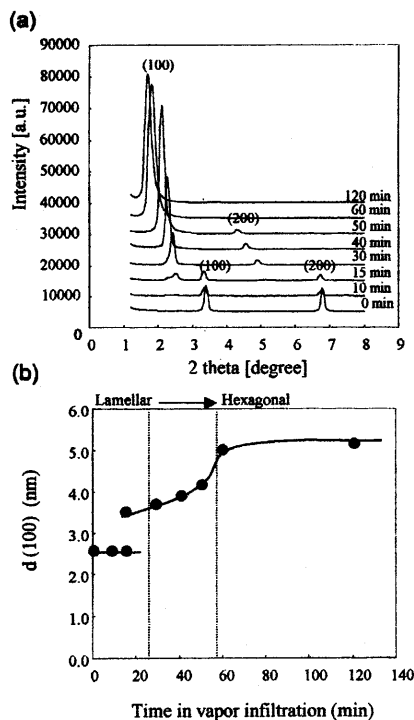 (a)
(100)
Intensity [a.u.]
90000
80000
70000
60000
50000
40000
30000
20000
10000
0
120 min
60 min
50 min
40 min
30 min
15 min
10 min
0 min
(200)
(100)
(200)
0 1 2 3 4 5 6 7 8 9
2 theta [degree]
(b)
Lamellar Hexagonal
d (100) (nm)
6.0
5.0
4.0
3.0
2.0
1.0
0.0
0 20 40 60 80 100 120 140
Time in vapor infiltration (min)